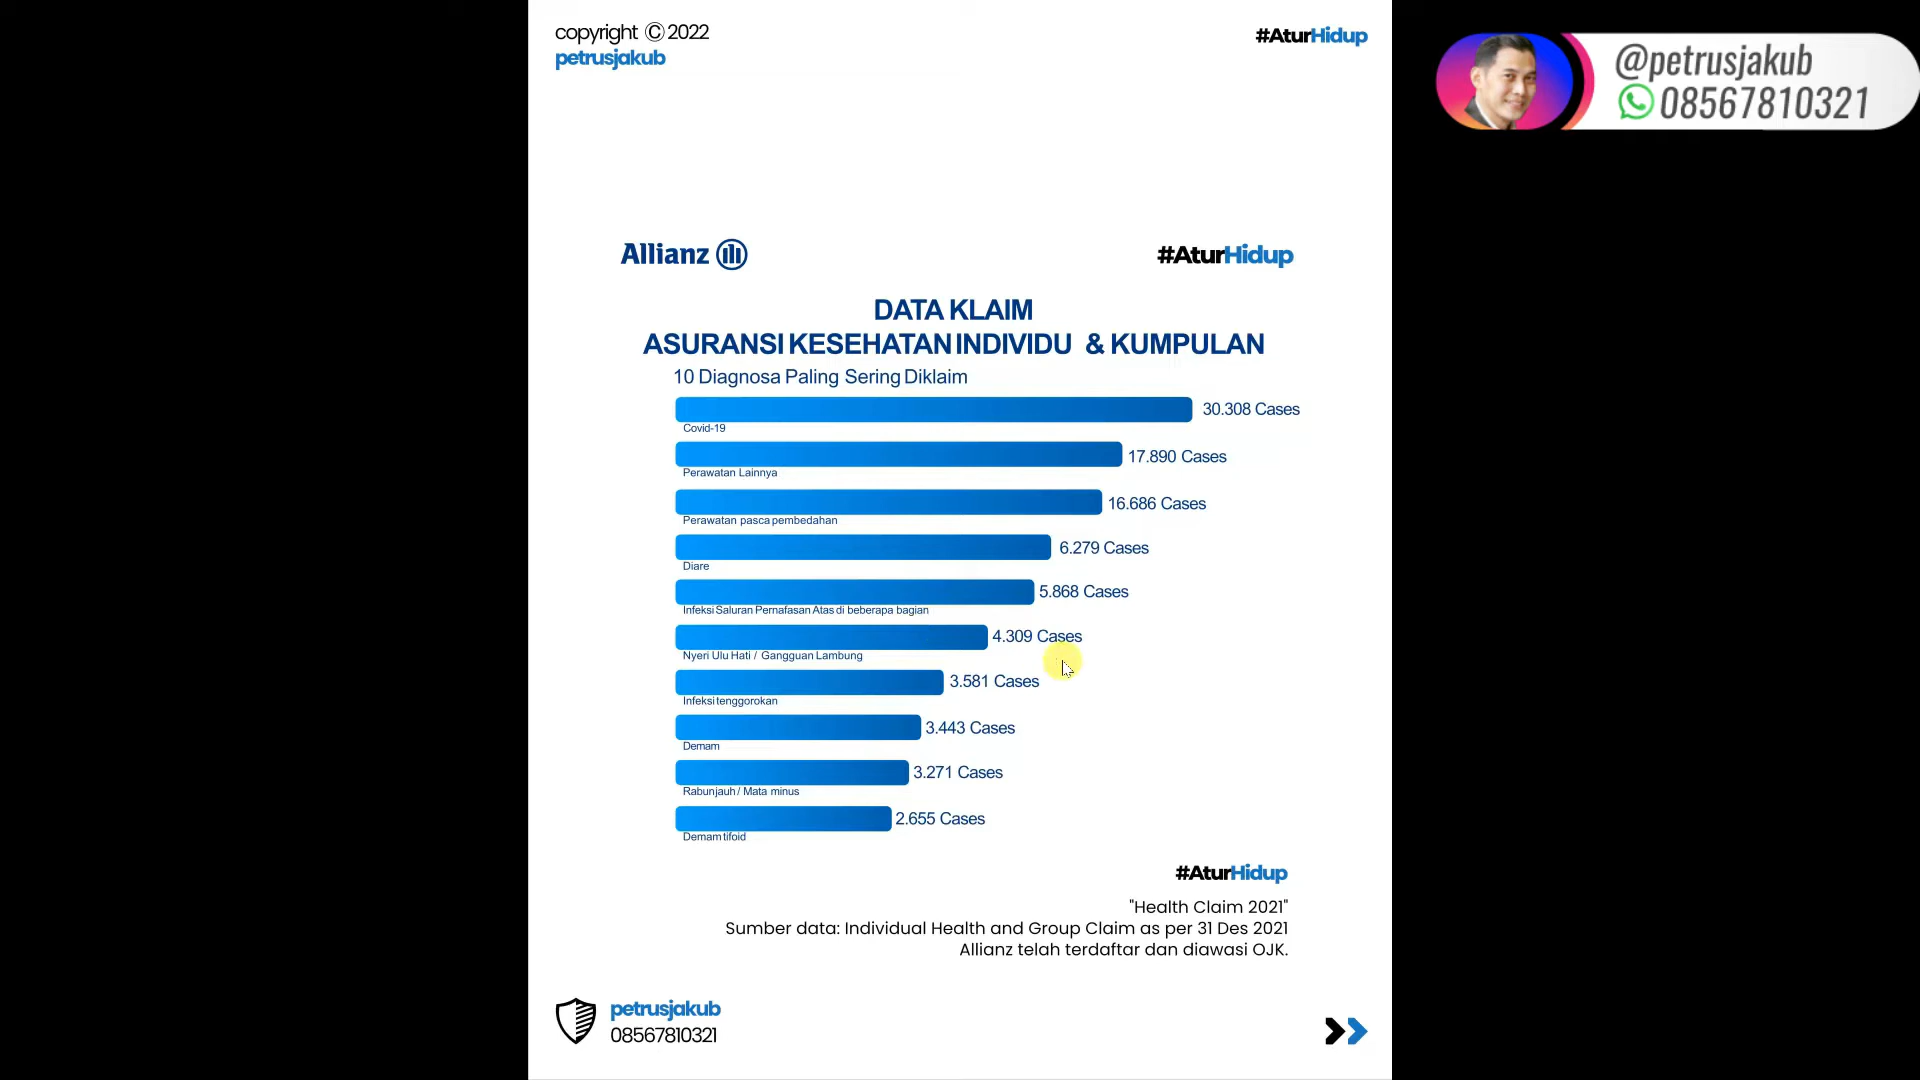 copyright Ⓒ 2022
petrusjakub
#AturHidup
@petrusjakub
08567810321
Allianz
#AturHidup
DATA KLAIM
ASURANSI KESEHATAN INDIVIDU & KUMPULAN
10 Diagnosa Paling Sering Diklaim
30.308 Cases
Covid-19
17.890 Cases
Perawatan Lainnya
16.686 Cases
Perawatan pasca pembedahan
6.279 Cases
Diare
5.868 Cases
Infeksi Saluran Pernafasan Atas di beberapa bagian
4.309 Cases
Nyeri Ulu Hati / Gangguan Lambung
3.581 Cases
Infeksi tenggorokan
3.443 Cases
Demam
3.271 Cases
Rabun jauh / Mata minus
2.655 Cases
Demam tifoid
#AturHidup
"Health Claim 2021"
Sumber data: Individual Health and Group Claim as per 31 Des 2021
Allianz telah terdaftar dan diawasi OJK.
petrusjakub
08567810321